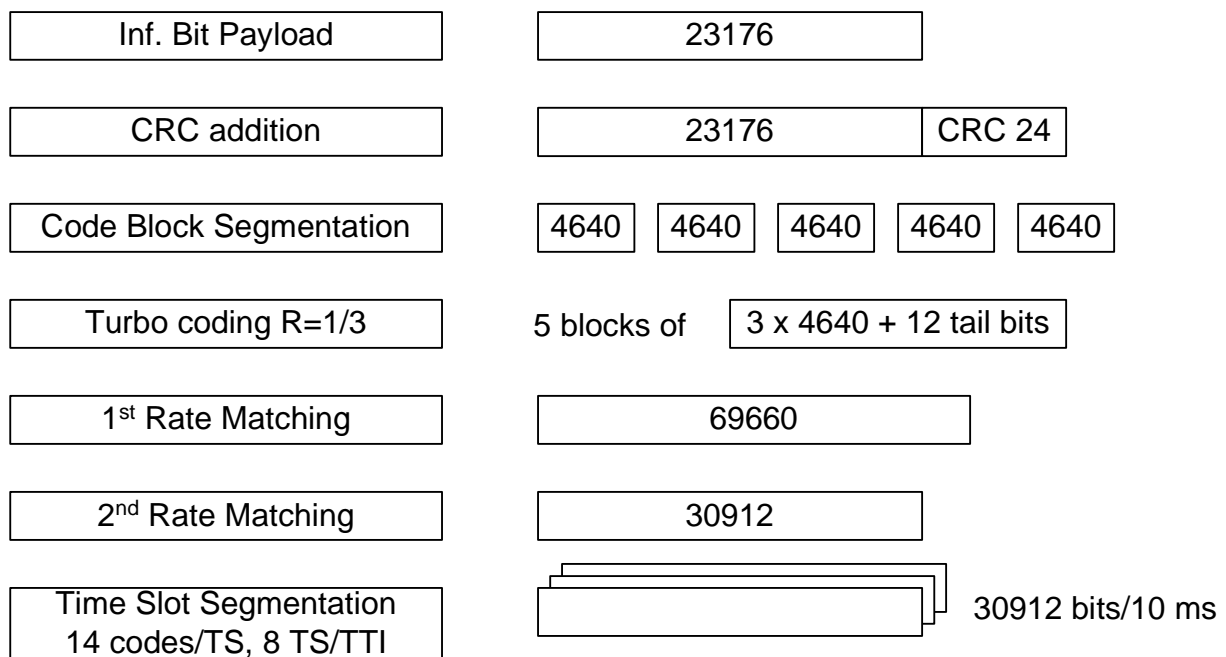 Inf. Bit Payload 23176
CRC addition 23176 CRC 24
Code Block Segmentation 4640 4640 4640 4640 4640
Turbo coding R=1/3 5 blocks of 3 x 4640 + 12 tail bits
1st Rate Matching 69660
2nd Rate Matching 30912
Time Slot Segmentation
14 codes/TS, 8 TS/TTI
30912 bits/10 ms